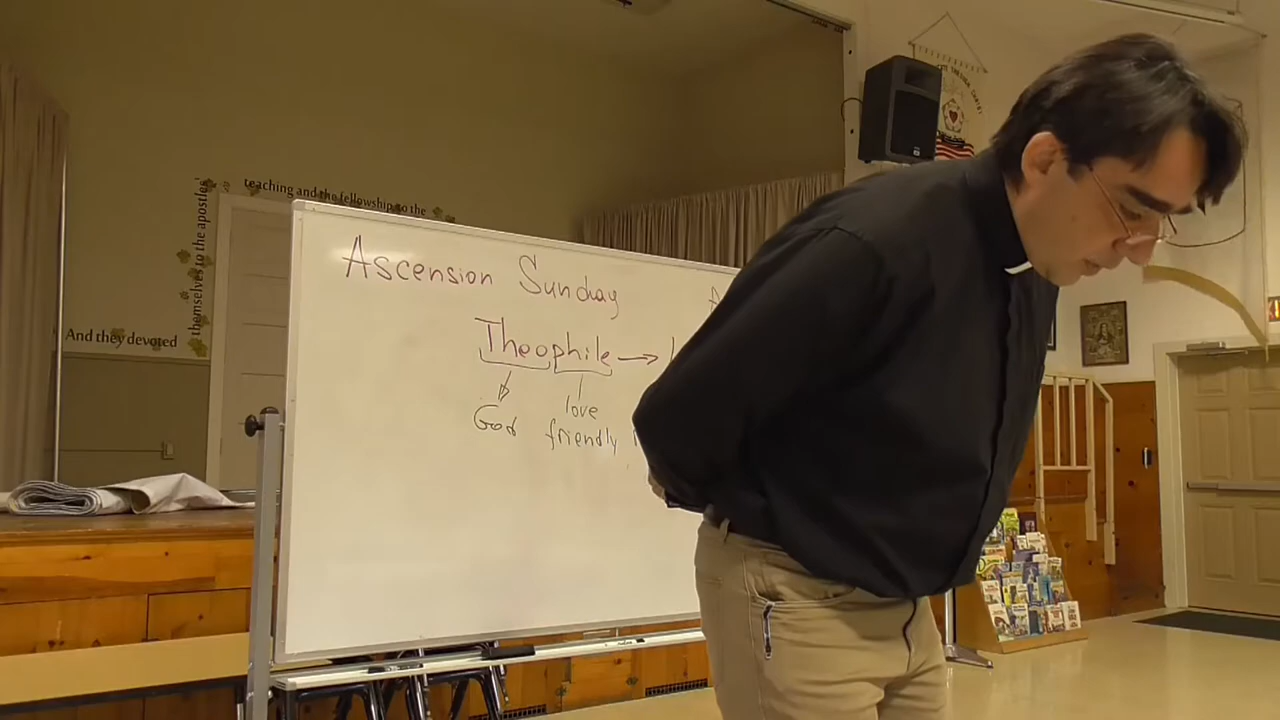 teaching and the fellowship, to the
themselves to the apostles'
And they devoted
Ascension Sunday A
Theophile →
God love
friendly